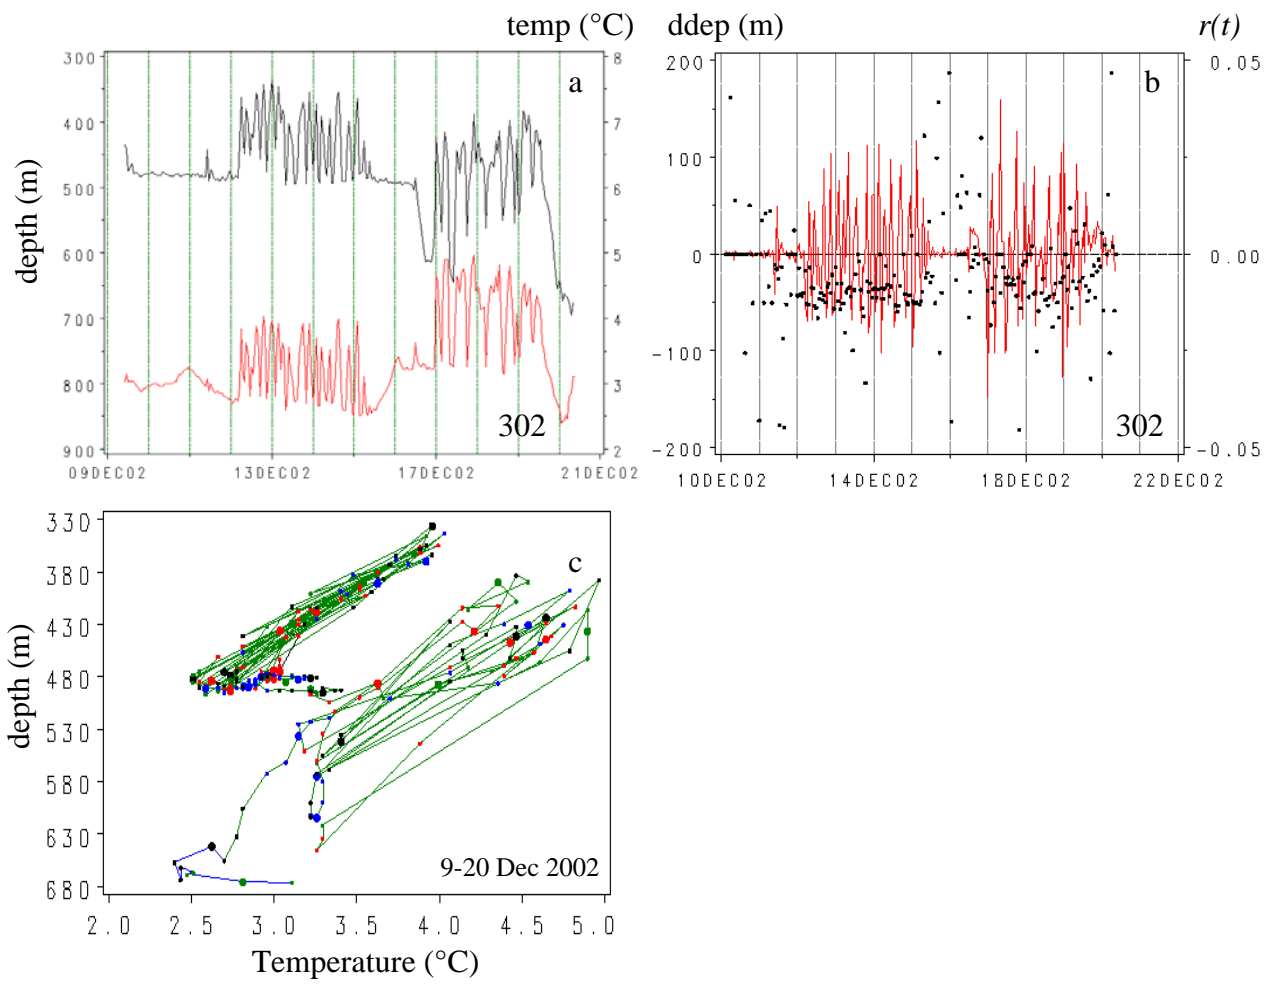 temp (°C)
300
400
500
600
700
800
900
depth (m)
8
7
6
5
4
3
2
a
302
09DEC02
13DEC02
17DEC02
21DEC02
ddep (m)
r(t)
200
100
0
-100
-200
0.05
0.00
-0.05
b
302
10DEC02
14DEC02
18DEC02
22DEC02
330
380
430
480
530
580
630
680
depth (m)
c
9-20 Dec 2002
2.0
2.5
3.0
3.5
4.0
4.5
5.0
Temperature (°C)